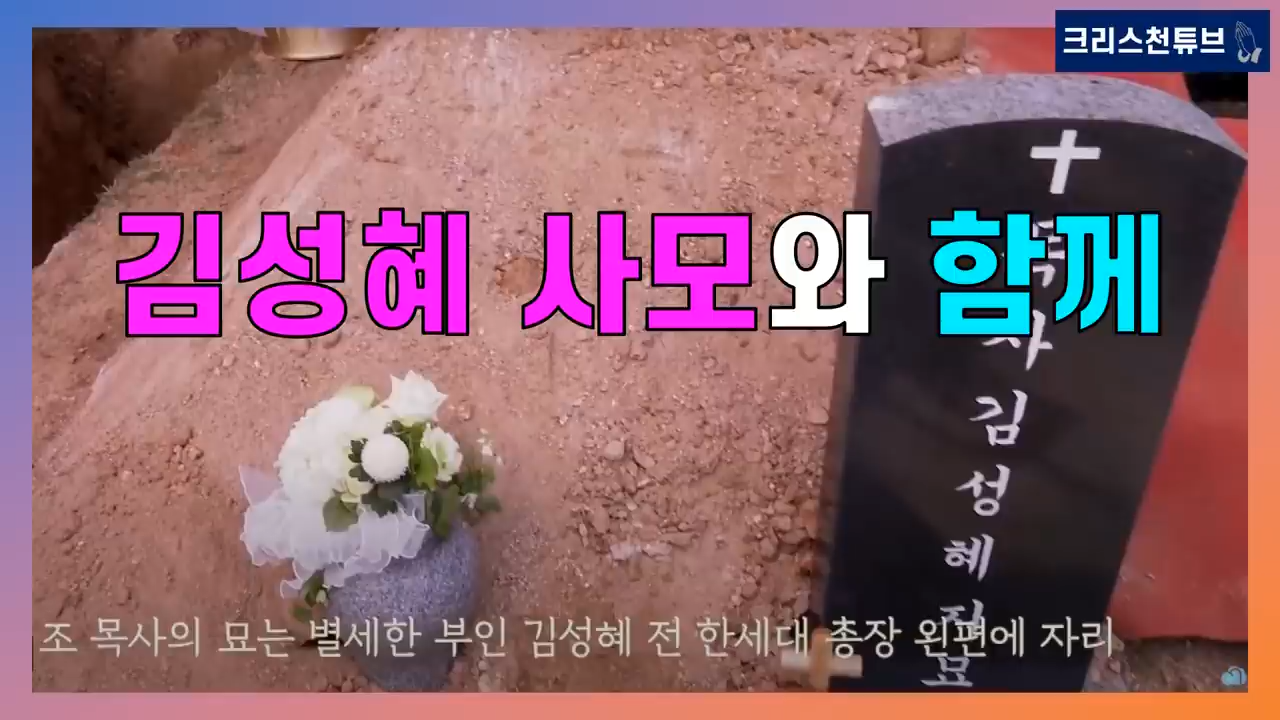 크리스천튜브
김성혜 사모와 함께
김성혜
조 목사의 묘는 별세한 부인 김성혜 전 한세대 총장 왼편에 자리